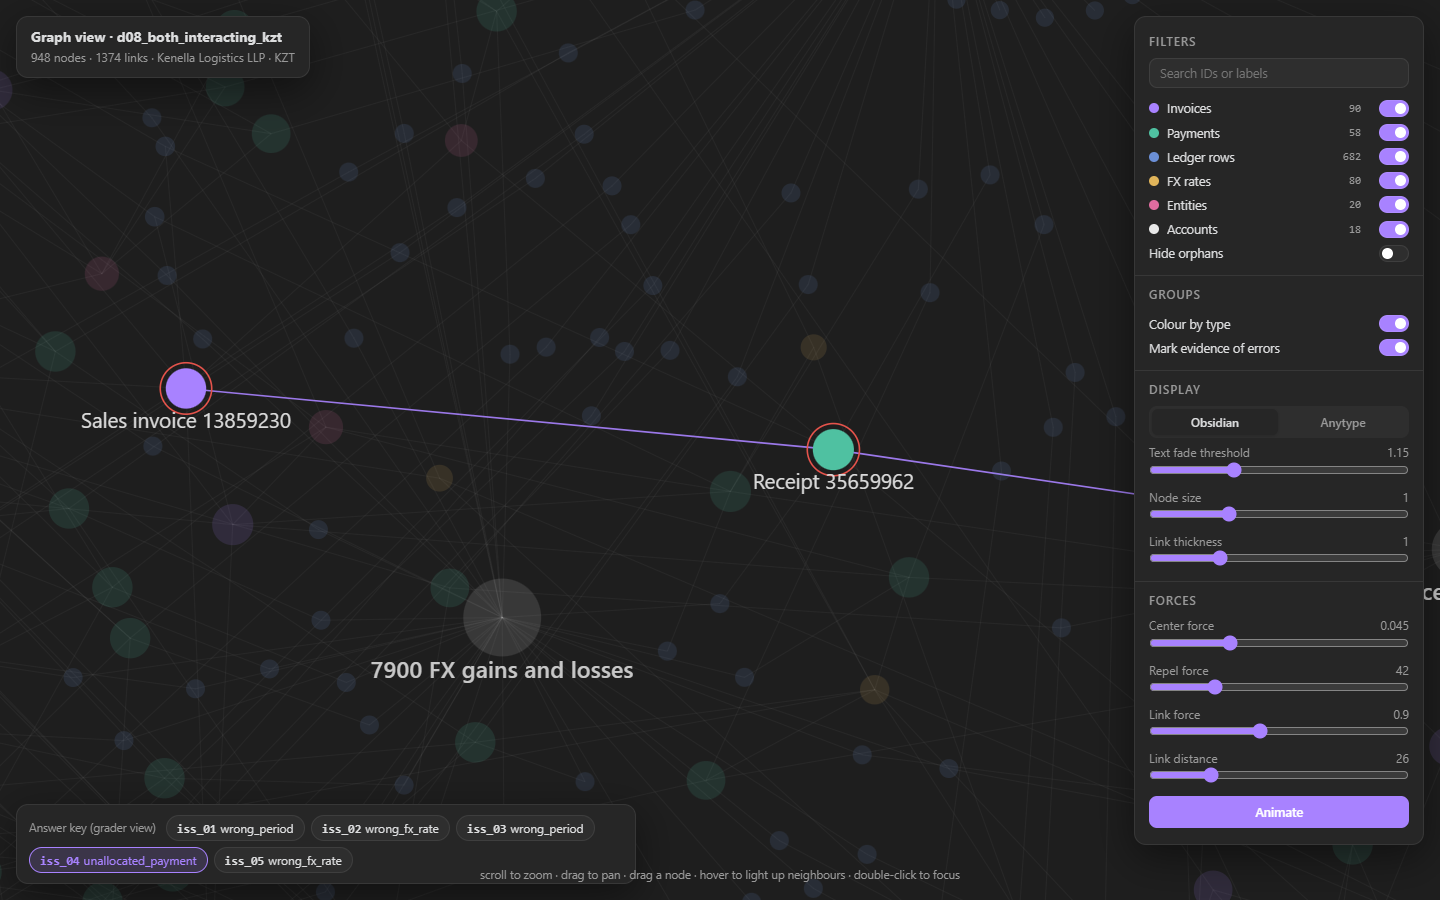 Graph view · d08_both_interacting_kzt
948 nodes · 1374 links · Kenella Logistics LLP · KZT
Sales invoice 13859230
Receipt 35659962
7900 FX gains and losses
FILTERS
Search IDs or labels
Invoices 90
Payments 58
Ledger rows 682
FX rates 80
Entities 20
Accounts 18
Hide orphans
GROUPS
Colour by type
Mark evidence of errors
DISPLAY
Obsidian Anytype
Text fade threshold 1.15
Node size 1
Link thickness 1
FORCES
Center force 0.045
Repel force 42
Link force 0.9
Link distance 26
Animate
Answer key (grader view) iss_01 wrong_period iss_02 wrong_fx_rate iss_03 wrong_period
iss_04 unallocated_payment iss_05 wrong_fx_rate
scroll to zoom · drag to pan · drag a node · hover to light up neighbours · double-click to focus